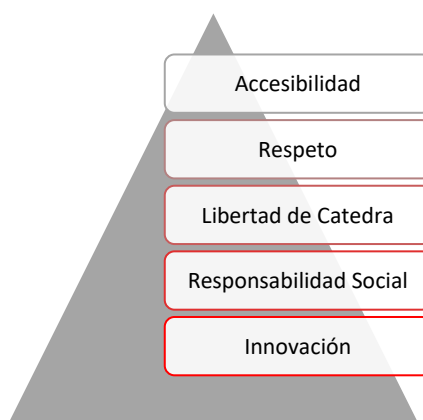 Accesibilidad
Respeto
Libertad de Catedra
Responsabilidad Social
Innovación